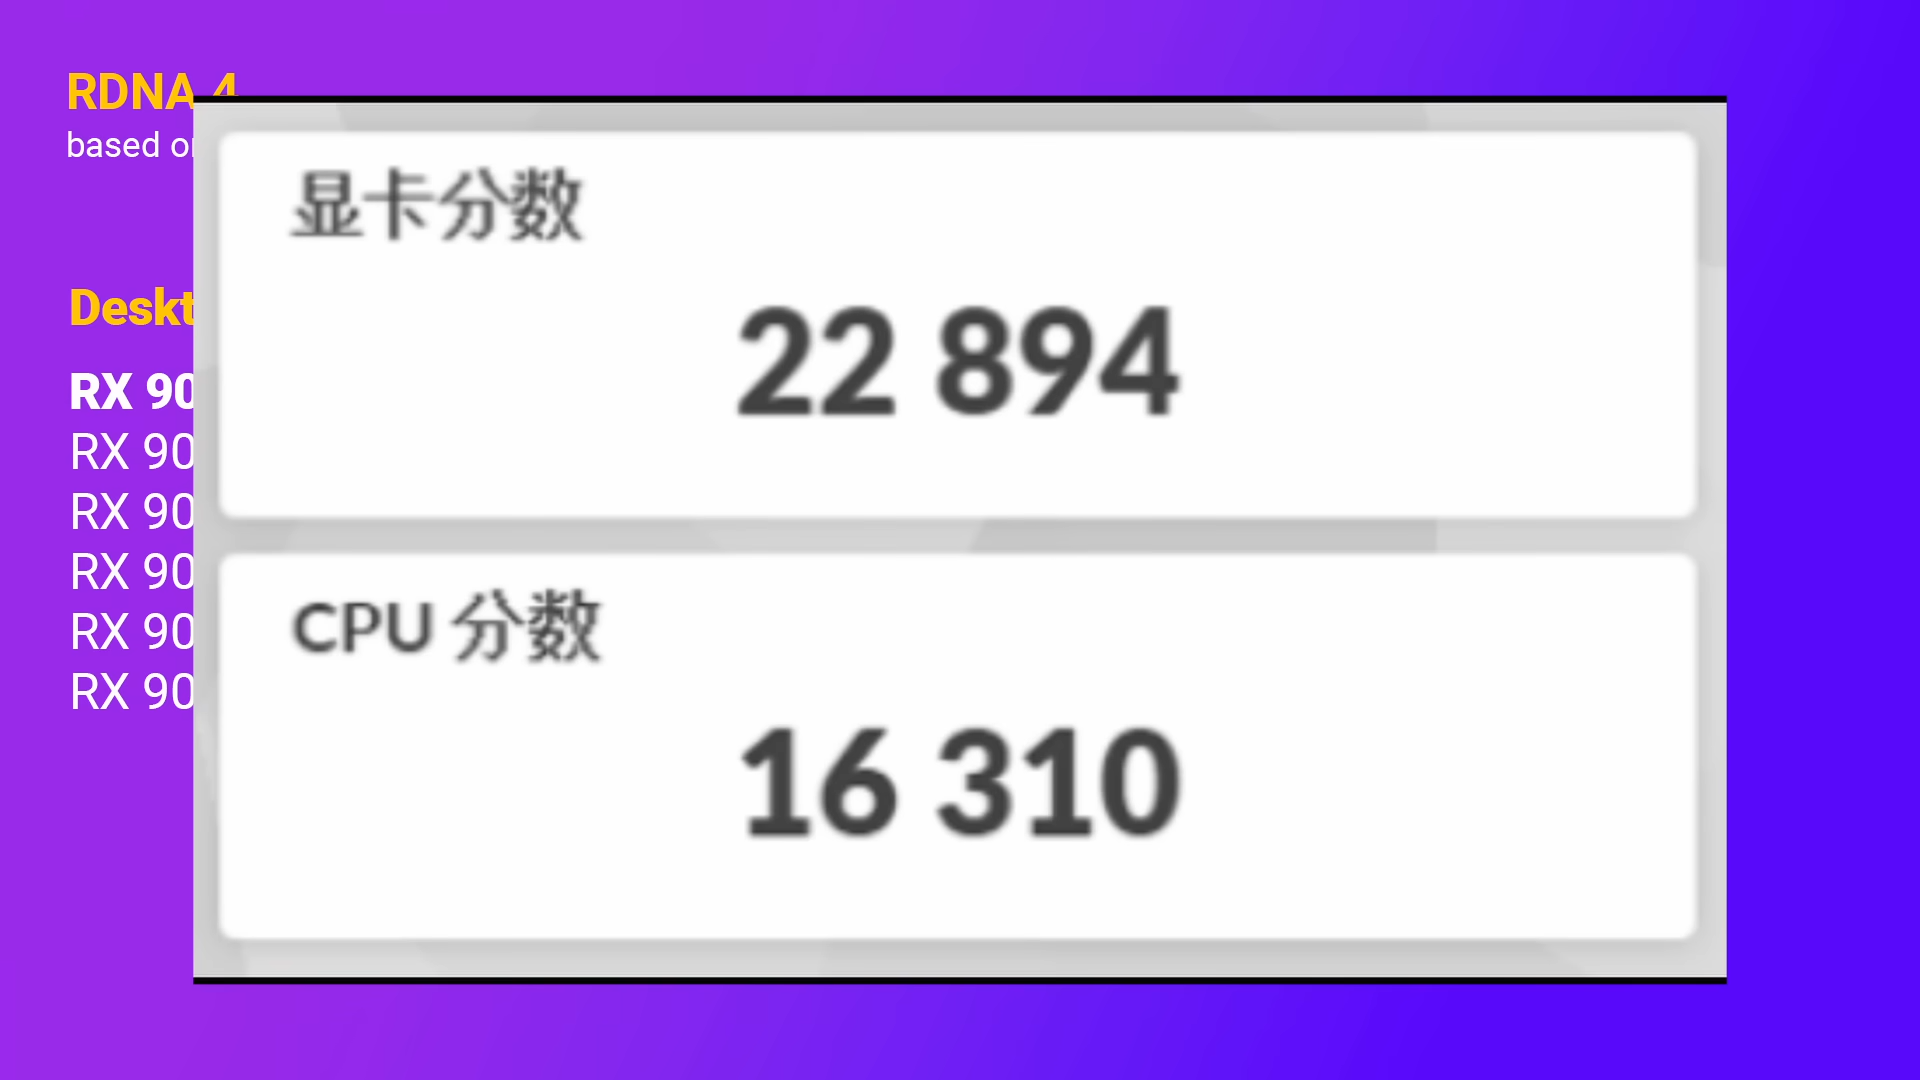 RDNA 4
based on
Deskt
RX 90
RX 90
RX 90
RX 90
RX 90
RX 90
显卡分数
22 894
CPU 分数
16 310